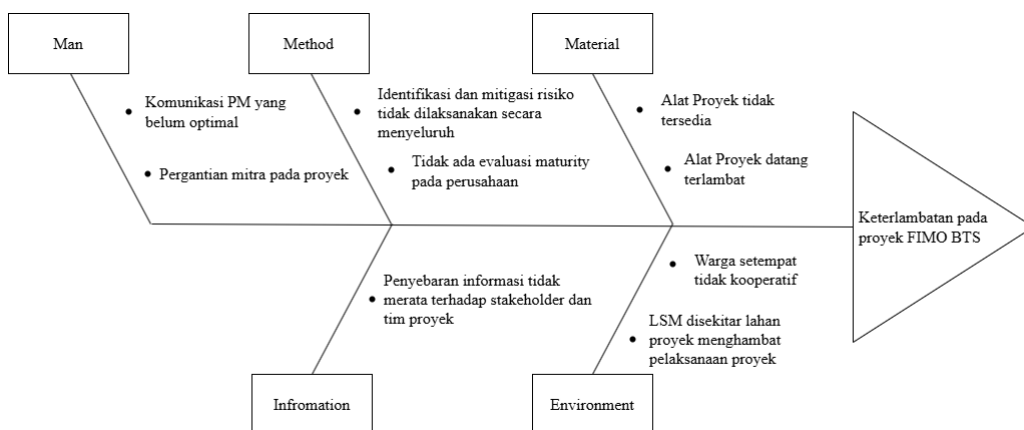 Man
Method
Material
Komunikasi PM yang
belum optimal
Pergantian mitra pada proyek
Identifikasi dan mitigasi risiko
tidak dilaksanakan secara
menyeluruh
Tidak ada evaluasi maturity
pada perusahaan
Alat Proyek tidak
tersedia
Alat Proyek datang
terlambat
Keterlambatan pada
proyek FIMO BTS
Penyebaran informasi tidak
merata terhadap stakeholder dan
tim proyek
Warga setempat
tidak kooperatif
LSM disekitar lahan
proyek menghambat
pelaksanaan proyek
Infromation
Environment